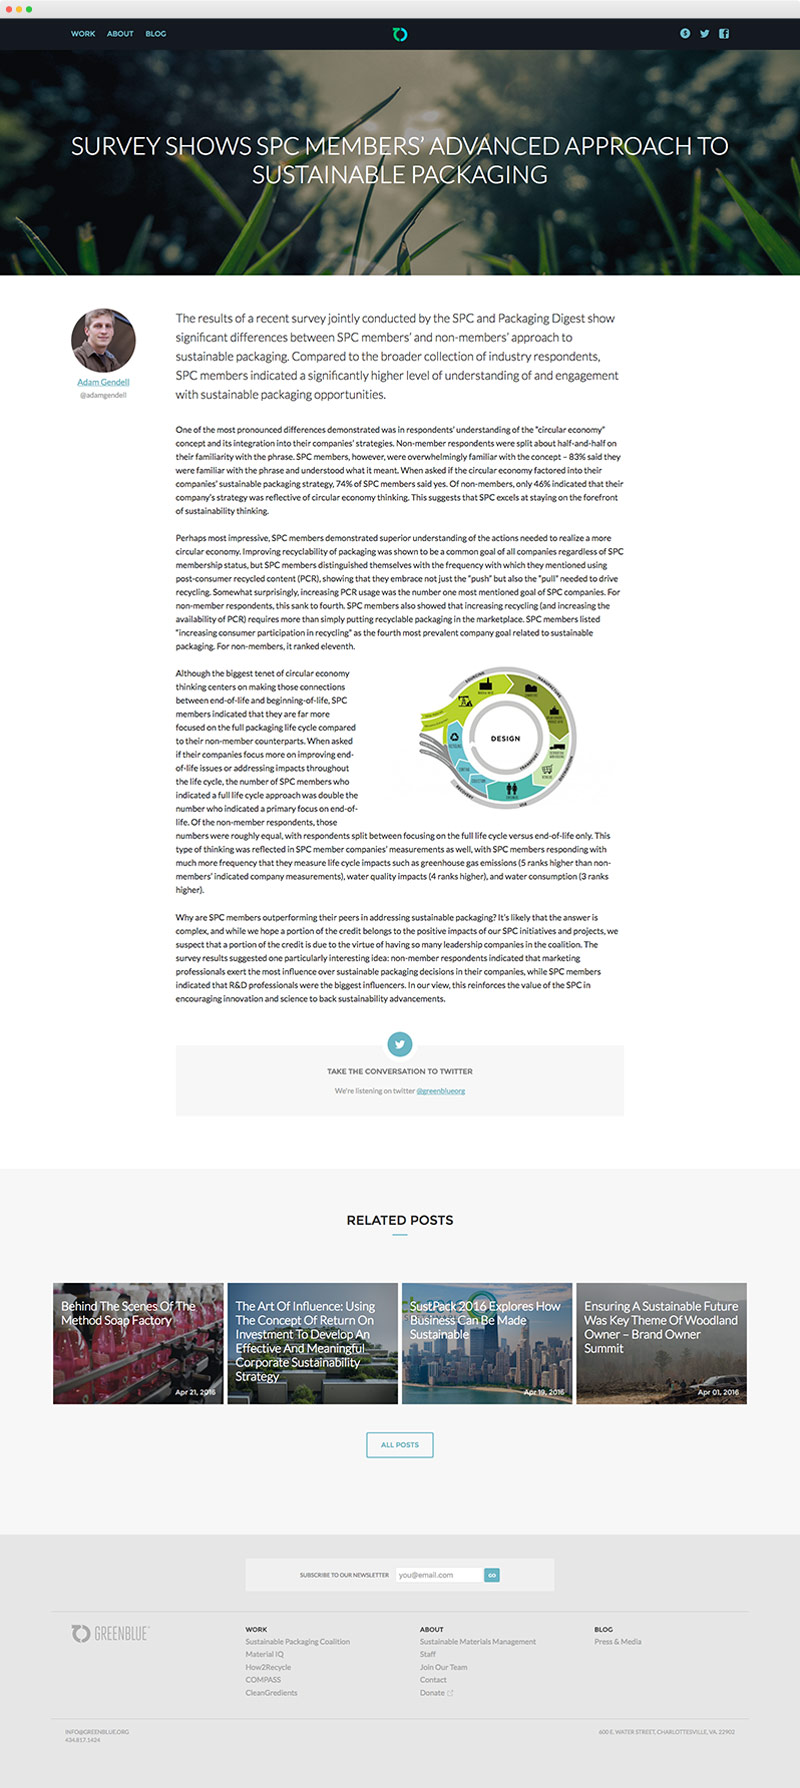 WORK ABOUT BLOG
SURVEY SHOWS SPC MEMBERS' ADVANCED APPROACH TO
SUSTAINABLE PACKAGING
Adam Gendell
@adamgendell
The results of a recent survey jointly conducted by the SPC and Packaging Digest show
significant differences between SPC members' and non-members' approach to
sustainable packaging. Compared to the broader collection of industry respondents,
SPC members indicated a significantly higher level of understanding of and engagement
with sustainable packaging opportunities.
One of the most pronounced differences demonstrated was in respondents' understanding of the "circular economy"
concept and its integration into their companies' strategies. Non-member respondents were split about half-and-half on
their familiarity with the phrase. SPC members, however, were overwhelmingly familiar with the concept – 83% said they
were familiar with the phrase and understood what it meant. When asked if the circular economy factored into their
companies' sustainable packaging strategy, 74% of SPC members said yes. Of non-members, only 46% indicated that their
company's strategy was reflective of circular economy thinking. This suggests that SPC excels at staying on the forefront
of sustainability thinking.
Perhaps most impressive, SPC members demonstrated superior understanding of the actions needed to realize a more
circular economy. Improving recyclability of packaging was shown to be a common goal of all companies regardless of SPC
membership status, but SPC members distinguished themselves with the frequency with which they mentioned using
post-consumer recycled content (PCR), showing that they embrace not just the "push" but also the "pull" needed to drive
recycling. Somewhat surprisingly, increasing PCR usage was the number one most mentioned goal of SPC companies. For
non-member respondents, this sank to fourth. SPC members also showed that increasing recycling (and increasing the
availability of PCR) requires more than simply putting recyclable packaging in the marketplace. SPC members listed
"increasing consumer participation in recycling" as the fourth most prevalent company goal related to sustainable
packaging. For non-members, it ranked eleventh.
Although the biggest tenet of circular economy
thinking centers on making those connections
between end-of-life and beginning-of-life, SPC
members indicated that they are far more
focused on the full packaging life cycle compared
to their non-member counterparts. When asked
if their companies focus more on improving end-
of-life issues or addressing impacts throughout
the life cycle, the number of SPC members who
indicated a full life cycle approach was double the
number who indicated a primary focus on end-of-
life. Of the non-member respondents, those
numbers were roughly equal, with respondents split between focusing on the full life cycle versus end-of-life only. This
type of thinking was reflected in SPC member companies' measurements as well, with SPC members responding with
much more frequency that they measure life cycle impacts such as greenhouse gas emissions (5 ranks higher than non-
members' indicated company measurements), water quality impacts (4 ranks higher), and water consumption (3 ranks
higher).
SOURCING
MANUFACTURE
DESIGN
TRANSPORT
DISTRIBUTION
RECOVERY
USE
Why are SPC members outperforming their peers in addressing sustainable packaging? It's likely that the answer is
complex, and while we hope a portion of the credit belongs to the positive impacts of our SPC initiatives and projects, we
suspect that a portion of the credit is due to the virtue of having so many leadership companies in the coalition. The
survey results suggested one particularly interesting idea: non-member respondents indicated that marketing
professionals exert the most influence over sustainable packaging decisions in their companies, while SPC members
indicated that R&D professionals were the biggest influencers. In our view, this reinforces the value of the SPC in
encouraging innovation and science to back sustainability advancements.
TAKE THE CONVERSATION TO TWITTER
We're listening on twitter @greenblueorg
RELATED POSTS
Behind The Scenes Of The
Method Soap Factory
Apr 21, 2016
The Art Of Influence: Using
The Concept Of Return On
Investment To Develop An
Effective And Meaningful
Corporate Sustainability
Strategy
SustPack 2016 Explores How
Business Can Be Made
Sustainable
Apr 19, 2016
Ensuring A Sustainable Future
Was Key Theme Of Woodland
Owner – Brand Owner
Summit
Apr 01, 2016
ALL POSTS
SUBSCRIBE TO OUR NEWSLETTER you@email.com GO
GREENBLUE
WORK
Sustainable Packaging Coalition
Material IQ
How2Recycle
COMPASS
CleanGredients
ABOUT
Sustainable Materials Management
Staff
Join Our Team
Contact
Donate
BLOG
Press & Media
INFO@GREENBLUE.ORG
434.817.1424
600 E. WATER STREET, CHARLOTTESVILLE, VA. 22902